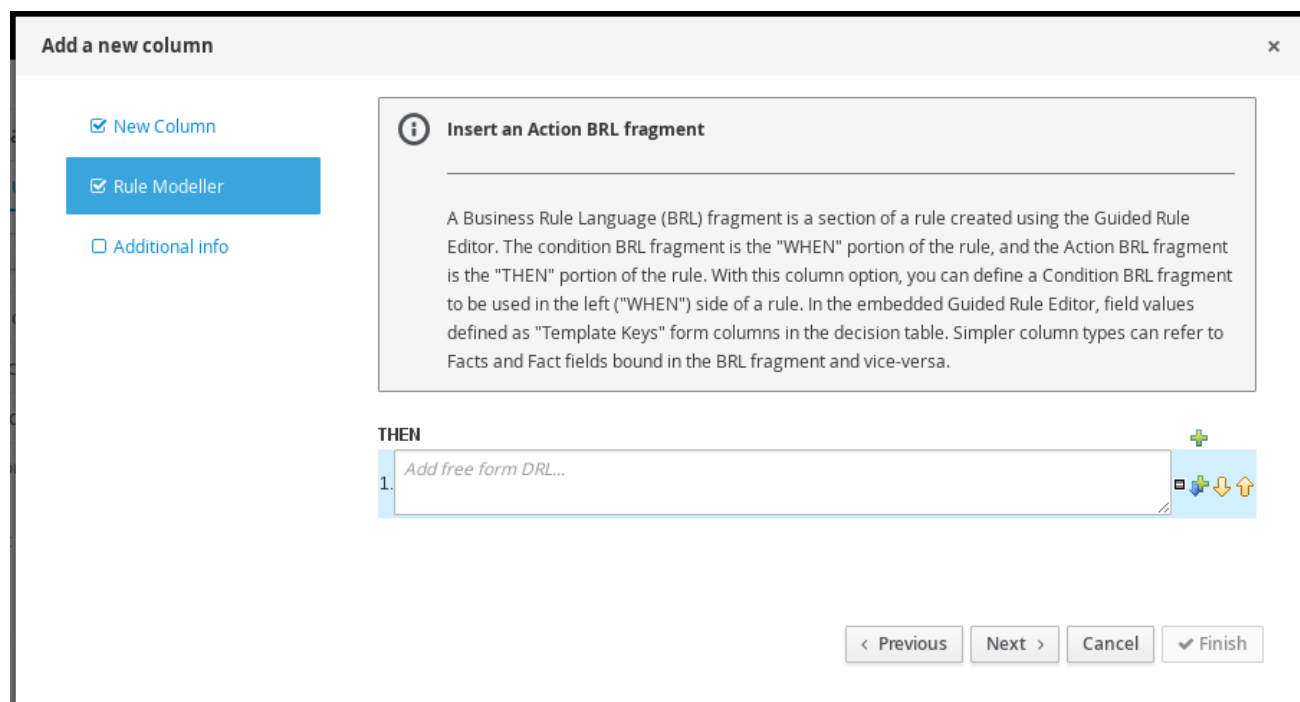 Add a new column
New Column
Rule Modeller
Additional info
Insert an Action BRL fragment
A Business Rule Language (BRL) fragment is a section of a rule created using the Guided Rule
Editor. The condition BRL fragment is the "WHEN" portion of the rule, and the Action BRL fragment
is the "THEN" portion of the rule. With this column option, you can define a Condition BRL fragment
to be used in the left ("WHEN") side of a rule. In the embedded Guided Rule Editor, field values
defined as "Template Keys" form columns in the decision table. Simpler column types can refer to
Facts and Fact fields bound in the BRL fragment and vice-versa.
THEN
1. Add free form DRL...
Previous Next Cancel Finish